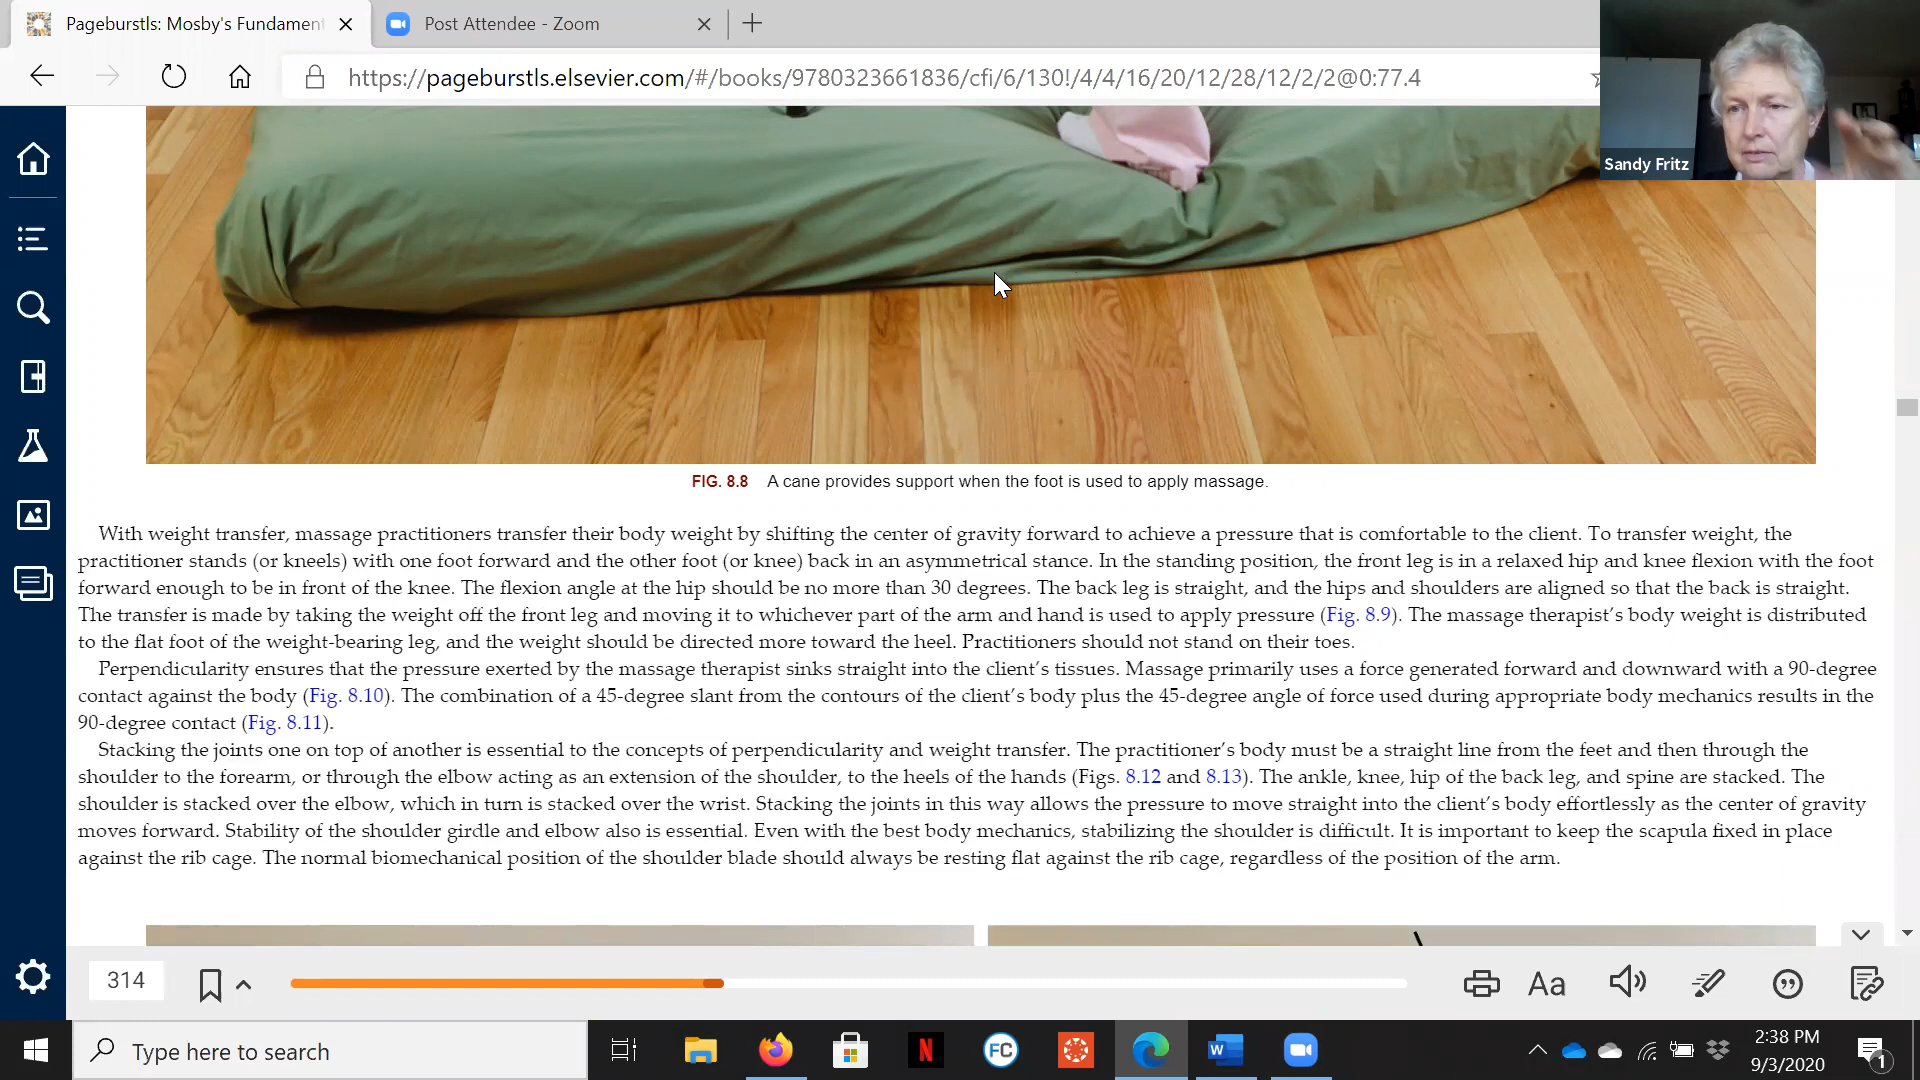 Pageburstls: Mosby's Fundament
Post Attendee - Zoom
https://pageburstls.elsevier.com/#/books/9780323661836/cfi/6/130!/4/4/16/20/12/28/12/2/2@0:77.4
Sandy Fritz
FIG. 8.8 A cane provides support when the foot is used to apply massage.
With weight transfer, massage practitioners transfer their body weight by shifting the center of gravity forward to achieve a pressure that is comfortable to the client. To transfer weight, the
practitioner stands (or kneels) with one foot forward and the other foot (or knee) back in an asymmetrical stance. In the standing position, the front leg is in a relaxed hip and knee flexion with the foot
forward enough to be in front of the knee. The flexion angle at the hip should be no more than 30 degrees. The back leg is straight, and the hips and shoulders are aligned so that the back is straight.
The transfer is made by taking the weight off the front leg and moving it to whichever part of the arm and hand is used to apply pressure (Fig. 8.9). The massage therapist's body weight is distributed
to the flat foot of the weight-bearing leg, and the weight should be directed more toward the heel. Practitioners should not stand on their toes.
Perpendicularity ensures that the pressure exerted by the massage therapist sinks straight into the client's tissues. Massage primarily uses a force generated forward and downward with a 90-degree
contact against the body (Fig. 8.10). The combination of a 45-degree slant from the contours of the client's body plus the 45-degree angle of force used during appropriate body mechanics results in the
90-degree contact (Fig. 8.11).
Stacking the joints one on top of another is essential to the concepts of perpendicularity and weight transfer. The practitioner's body must be a straight line from the feet and then through the
shoulder to the forearm, or through the elbow acting as an extension of the shoulder, to the heels of the hands (Figs. 8.12 and 8.13). The ankle, knee, hip of the back leg, and spine are stacked. The
shoulder is stacked over the elbow, which in turn is stacked over the wrist. Stacking the joints in this way allows the pressure to move straight into the client's body effortlessly as the center of gravity
moves forward. Stability of the shoulder girdle and elbow also is essential. Even with the best body mechanics, stabilizing the shoulder is difficult. It is important to keep the scapula fixed in place
against the rib cage. The normal biomechanical position of the shoulder blade should always be resting flat against the rib cage, regardless of the position of the arm.
314
Aa
Type here to search
N
FC
W
2:38 PM
9/3/2020
1